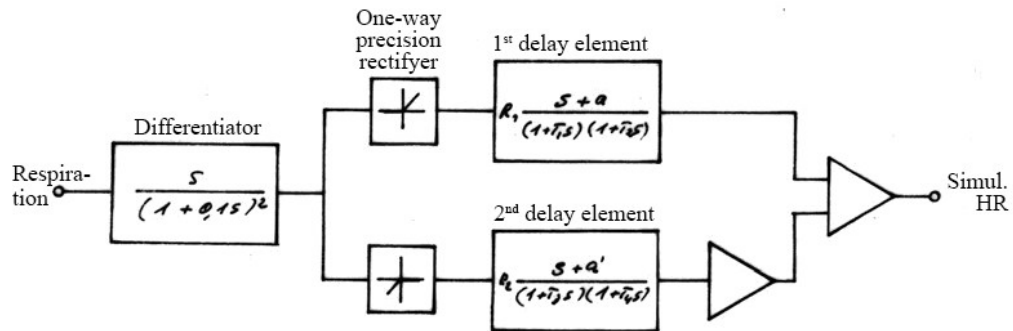 One-way
precision
rectifyer
1st delay element
R₁ s + a
(1+T₁s) (1+T₂s)
Differentiator
Respira-
tion
s
(1 + 0,1s)²
Simul.
HR
2nd delay element
R₂ s + a'
(1+T₃s)(1+T₄s)